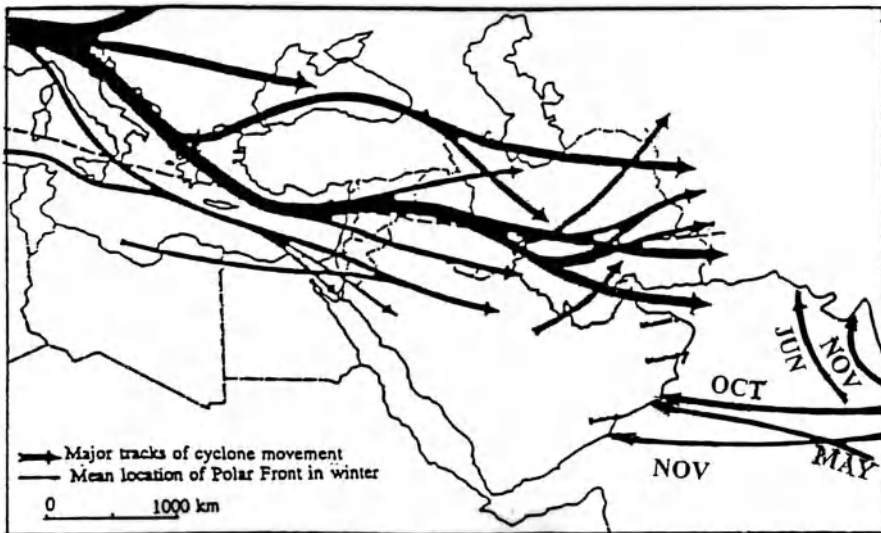 JUN
NOV
OCT
MAY
NOV
Major tracks of cyclone movement
Mean location of Polar Front in winter
0 1000 km